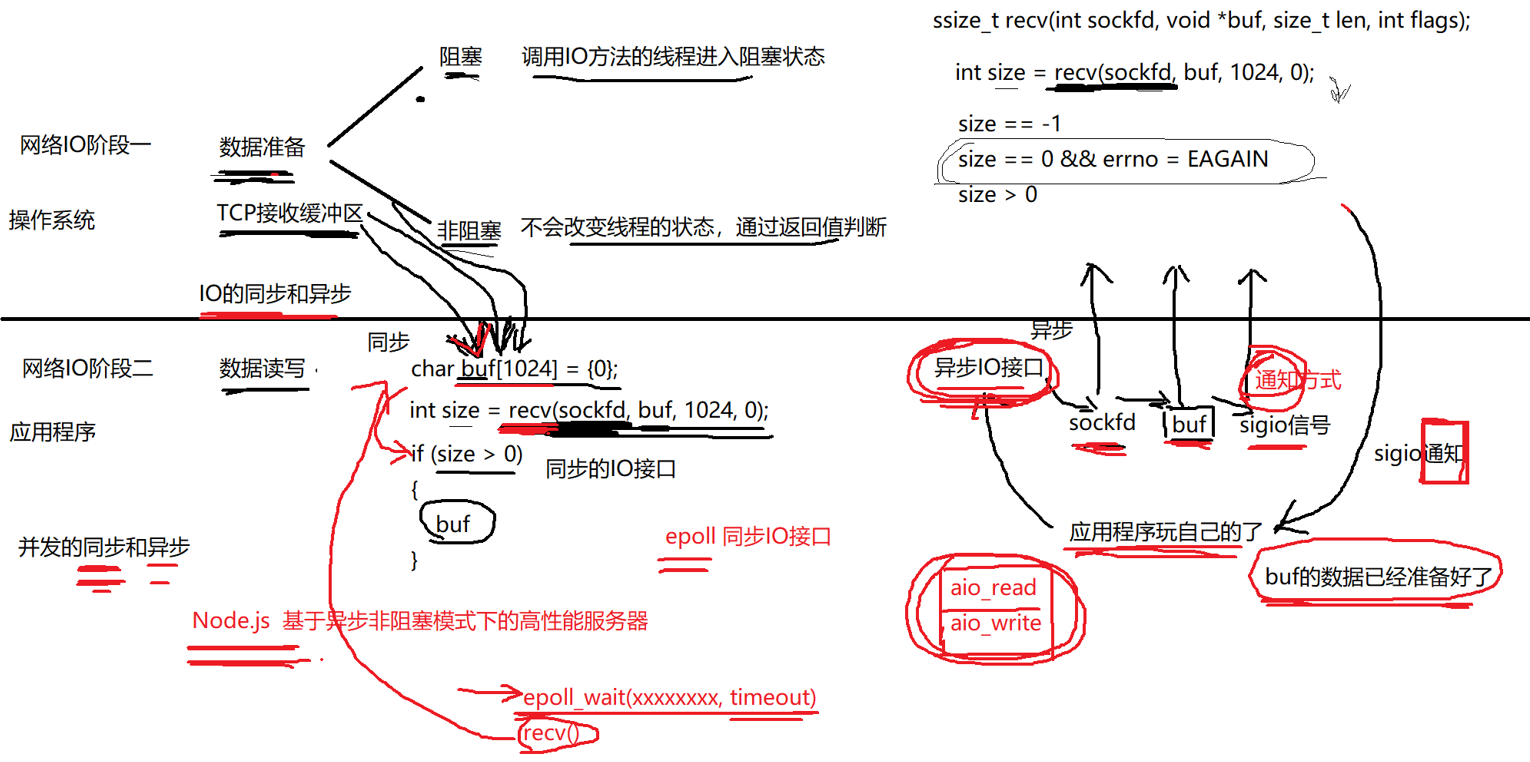 ssize_t recv(int sockfd, void *buf, size_t len, int flags);
阻塞 调用IO方法的线程进入阻塞状态
int size = recv(sockfd, buf, 1024, 0);
size == -1
网络IO阶段一 数据准备
size == 0 && errno = EAGAIN
size > 0
操作系统 TCP接收缓冲区
非阻塞 不会改变线程的状态，通过返回值判断
IO的同步和异步
同步
异步
网络IO阶段二 数据读写
char buf[1024] = {0};
异步IO接口
通知方式
int size = recv(sockfd, buf, 1024, 0);
应用程序
sockfd buf sigio信号
if (size > 0)
同步的IO接口
sigio通知
{
buf
}
并发的同步和异步
epoll 同步IO接口
应用程序玩自己的了
buf的数据已经准备好了
aio_read
aio_write
Node.js 基于异步非阻塞模式下的高性能服务器
epoll_wait(xxxxxxxx, timeout)
recv()